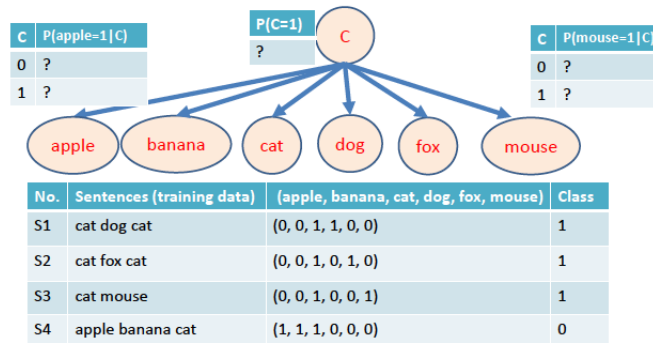 C P(apple=1|C)
0 ?
1 ?
P(C=1)
?
C
C P(mouse=1|C)
0 ?
1 ?
apple banana cat dog fox mouse
No. Sentences (training data) (apple, banana, cat, dog, fox, mouse) Class
S1 cat dog cat (0, 0, 1, 1, 0, 0) 1
S2 cat fox cat (0, 0, 1, 0, 1, 0) 1
S3 cat mouse (0, 0, 1, 0, 0, 1) 1
S4 apple banana cat (1, 1, 1, 0, 0, 0) 0